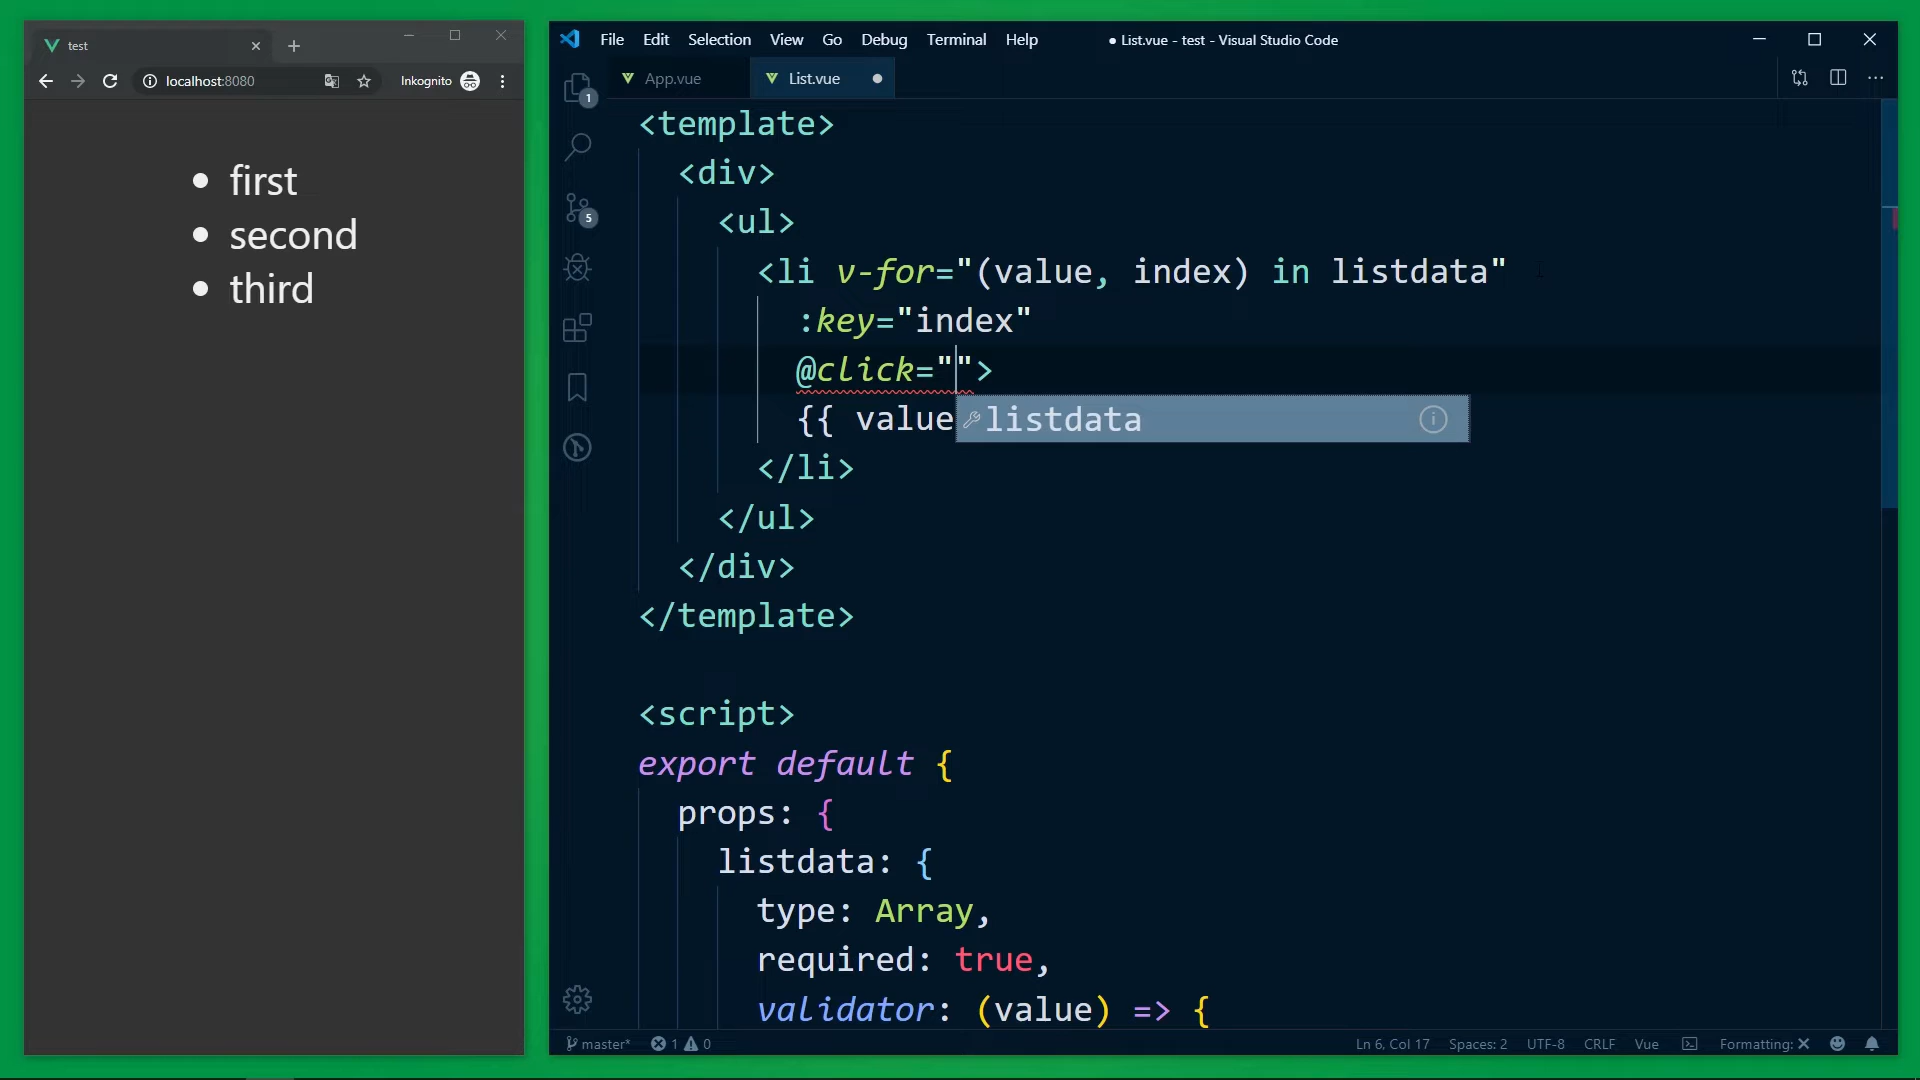 test
localhost:8080
Inkognito
first
second
third
File Edit Selection View Go Debug Terminal Help
● List.vue - test - Visual Studio Code
App.vue
List.vue
1
5
<template>
<div>
<ul>
<li v-for="(value, index) in listdata"
:key="index"
@click="">
{{ value
listdata
</li>
</ul>
</div>
</template>
<script>
export default {
props: {
listdata: {
type: Array,
required: true,
validator: (value) => {
master* 1 0
Ln 6, Col 17 Spaces: 2 UTF-8 CRLF Vue Formatting: ✕